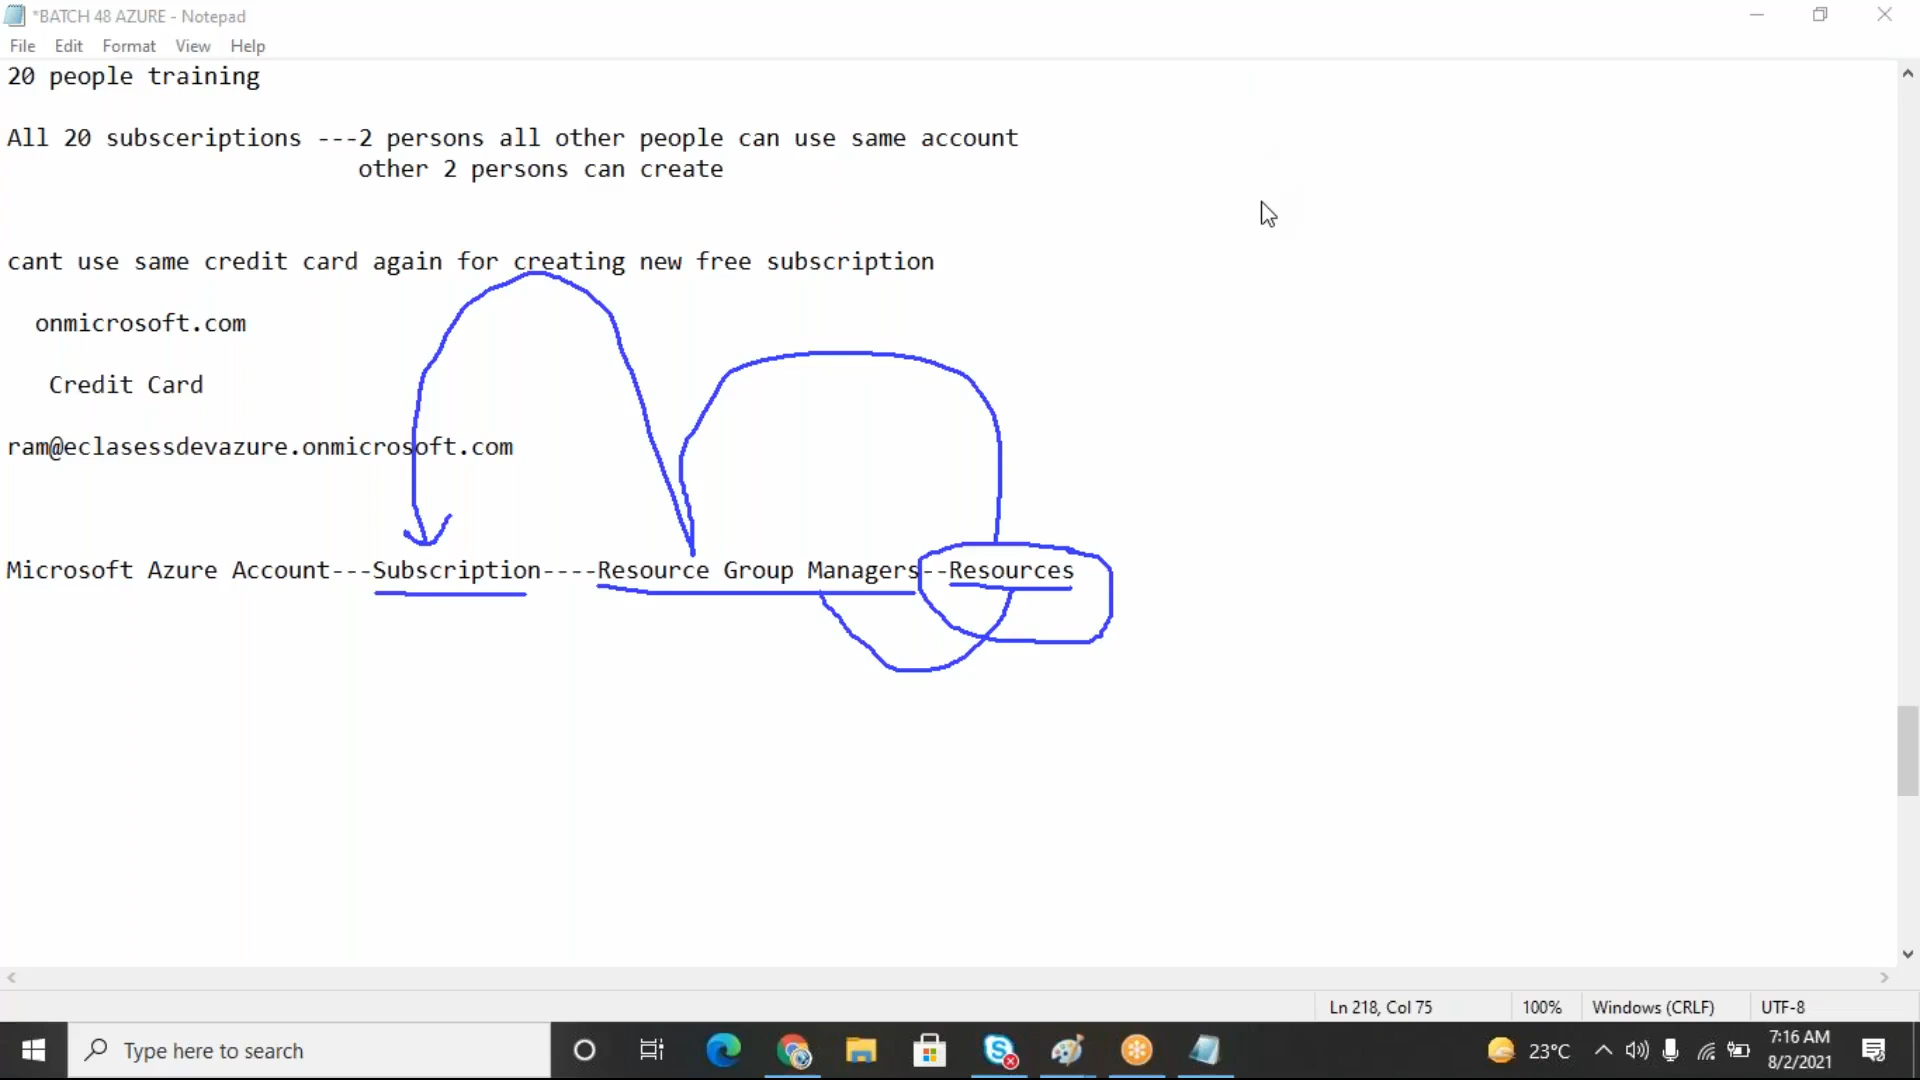 *BATCH 48 AZURE - Notepad
File Edit Format View Help
20 people training
All 20 subsceriptions ---2 persons all other people can use same account
other 2 persons can create
cant use same credit card again for creating new free subscription
onmicrosoft.com
Credit Card
ram@eclasessdevazure.onmicrosoft.com
Microsoft Azure Account---Subscription----Resource Group Managers--Resources
Ln 218, Col 75 100% Windows (CRLF) UTF-8
Type here to search
23°C
7:16 AM
8/2/2021